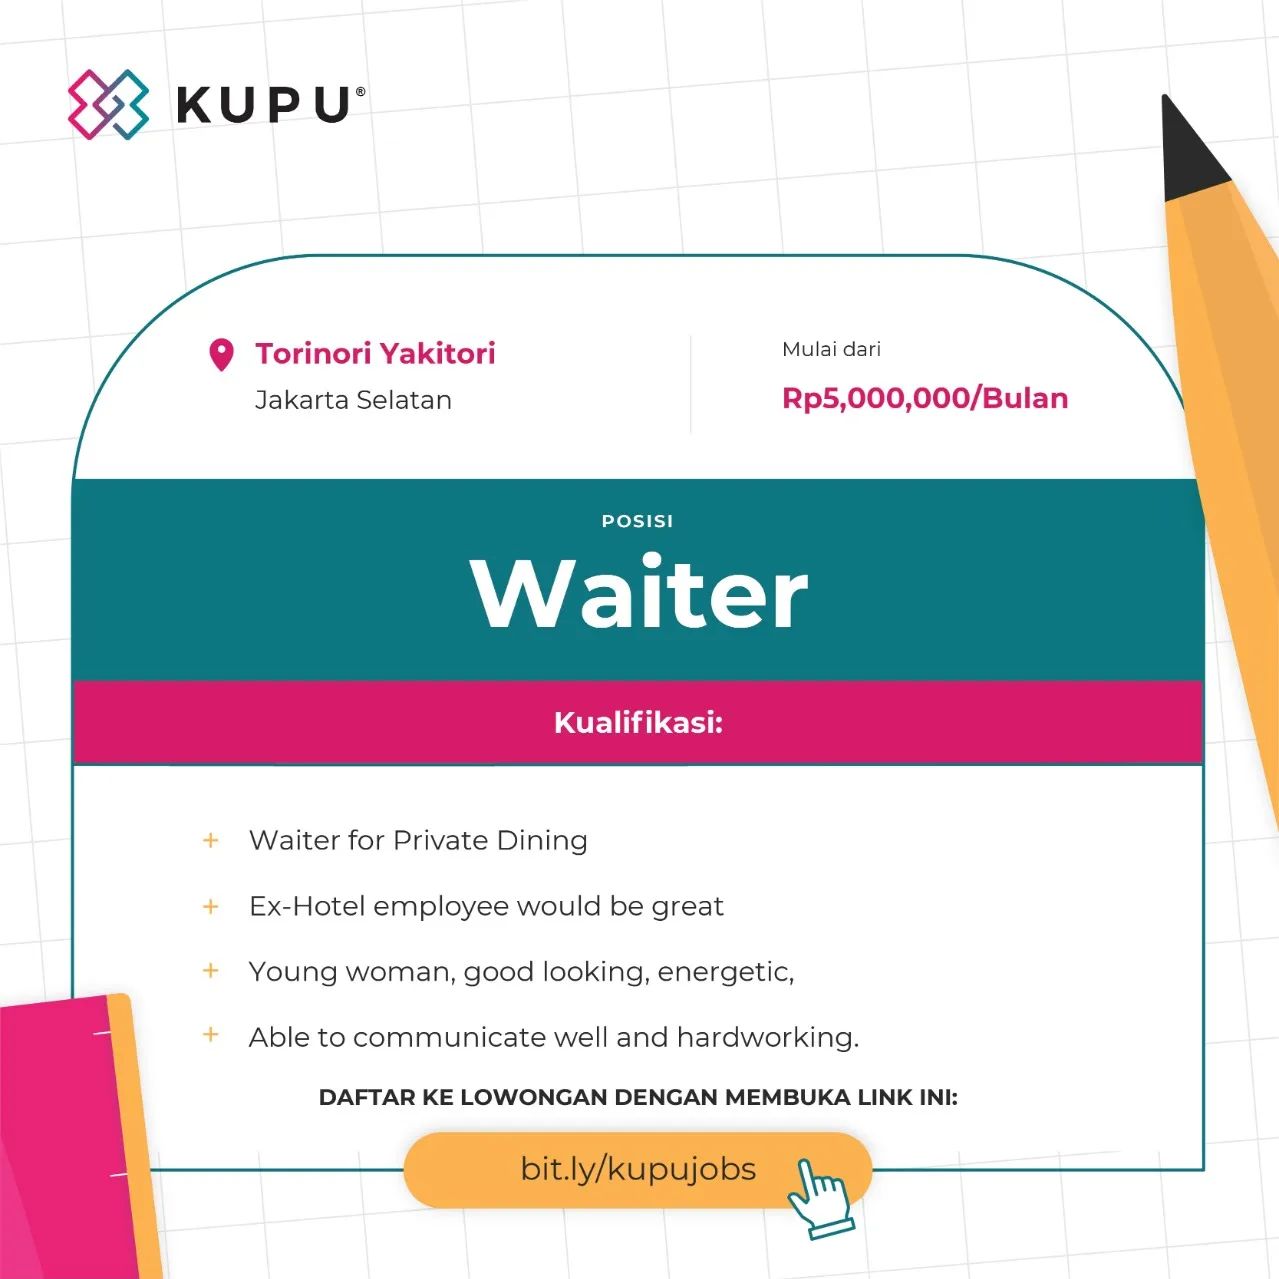 KUPU®
Torinori Yakitori
Jakarta Selatan
Mulai dari
Rp5,000,000/Bulan
POSISI
Waiter
Kualifikasi:
+ Waiter for Private Dining
+ Ex-Hotel employee would be great
+ Young woman, good looking, energetic,
+ Able to communicate well and hardworking.
DAFTAR KE LOWONGAN DENGAN MEMBUKA LINK INI:
bit.ly/kupujobs